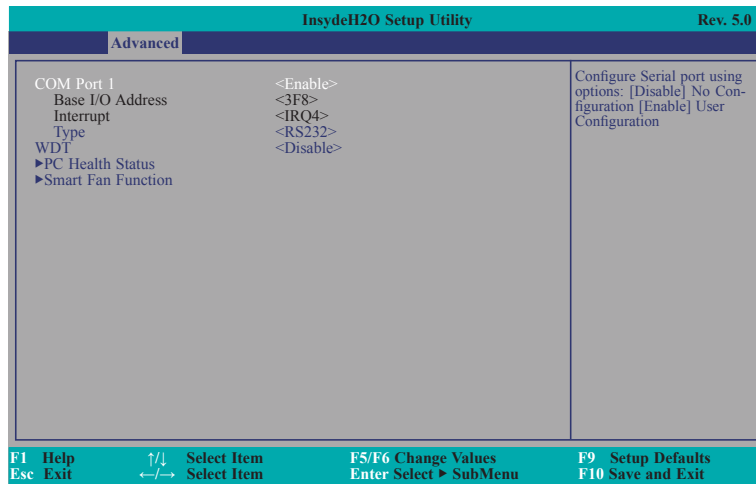 InsydeH2O Setup Utility Rev. 5.0
Advanced
COM Port 1 <Enable>
Base I/O Address <3F8>
Interrupt <IRQ4>
Type <RS232>
WDT <Disable>
►PC Health Status
►Smart Fan Function
Configure Serial port using
options: [Disable] No Con-
figuration [Enable] User
Configuration
F1 Help ↑/↓ Select Item F5/F6 Change Values F9 Setup Defaults
Esc Exit ←/→ Select Item Enter Select ► SubMenu F10 Save and Exit